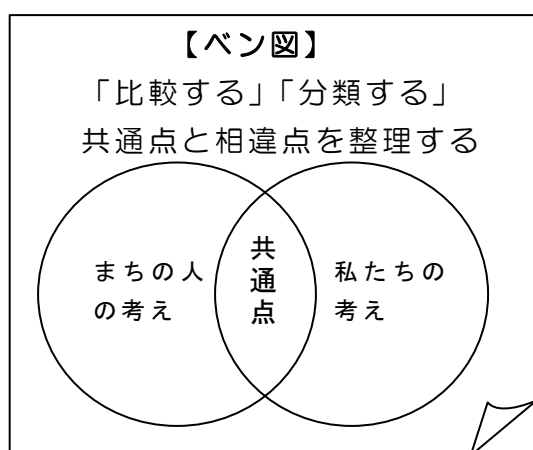 【ベン図】
「比較する」「分類する」
共通点と相違点を整理する
まちの人
の考え
共通点
私たちの
考え